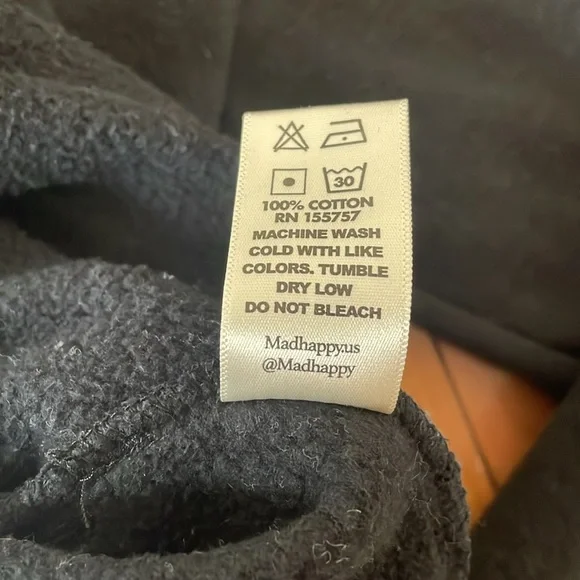 30
100% COTTON
RN 155757
MACHINE WASH
COLD WITH LIKE
COLORS. TUMBLE
DRY LOW
DO NOT BLEACH
Madhappy.us
@Madhappy